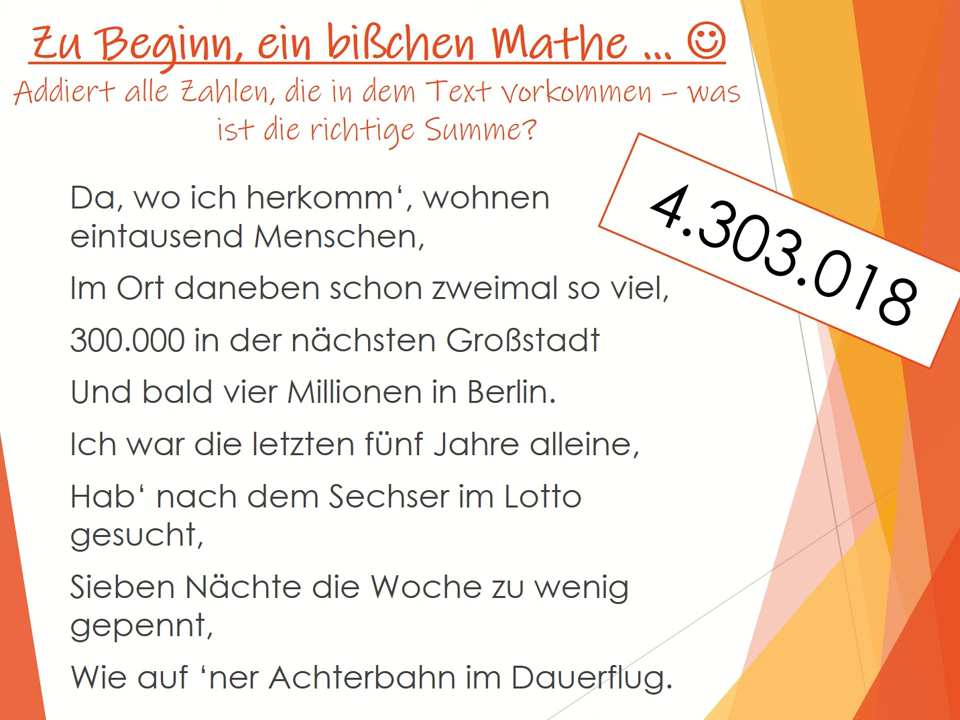 Zu Beginn, ein bißchen Mathe ... ☺
Addiert alle Zahlen, die in dem Text vorkommen – was
ist die richtige Summe?
4.303.018
Da, wo ich herkomm‘, wohnen
eintausend Menschen,
Im Ort daneben schon zweimal so viel,
300.000 in der nächsten Großstadt
Und bald vier Millionen in Berlin.
Ich war die letzten fünf Jahre alleine,
Hab‘ nach dem Sechser im Lotto
gesucht,
Sieben Nächte die Woche zu wenig
gepennt,
Wie auf ‘ner Achterbahn im Dauerflug.